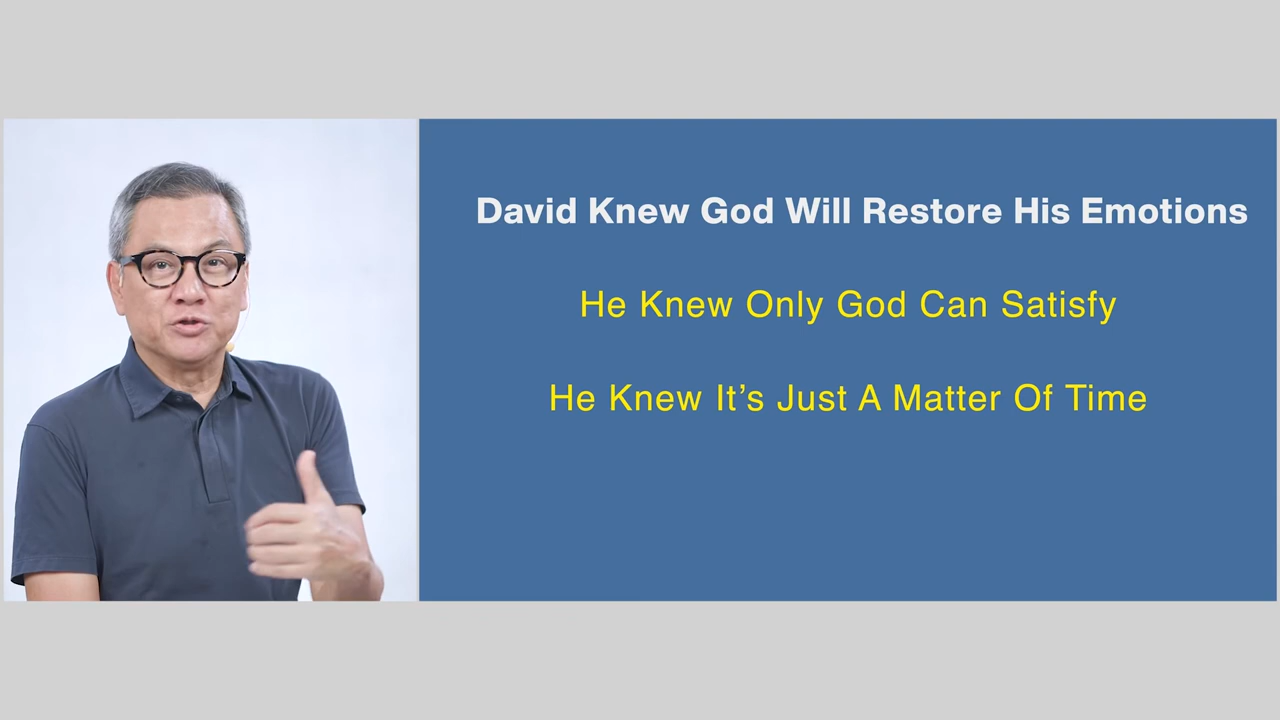 David Knew God Will Restore His Emotions
He Knew Only God Can Satisfy
He Knew It’s Just A Matter Of Time